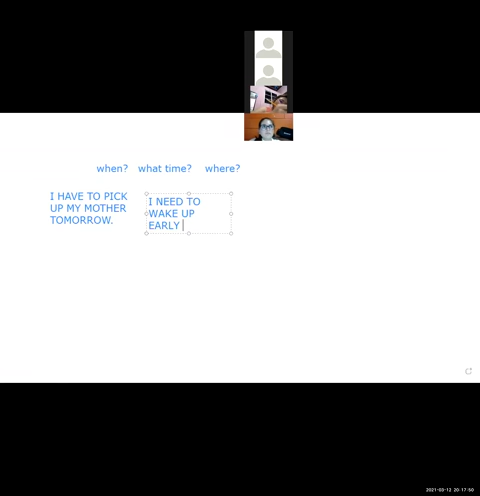 when? what time? where?
I HAVE TO PICK
UP MY MOTHER
TOMORROW.
I NEED TO
WAKE UP
EARLY
2021-03-12 20:17:50